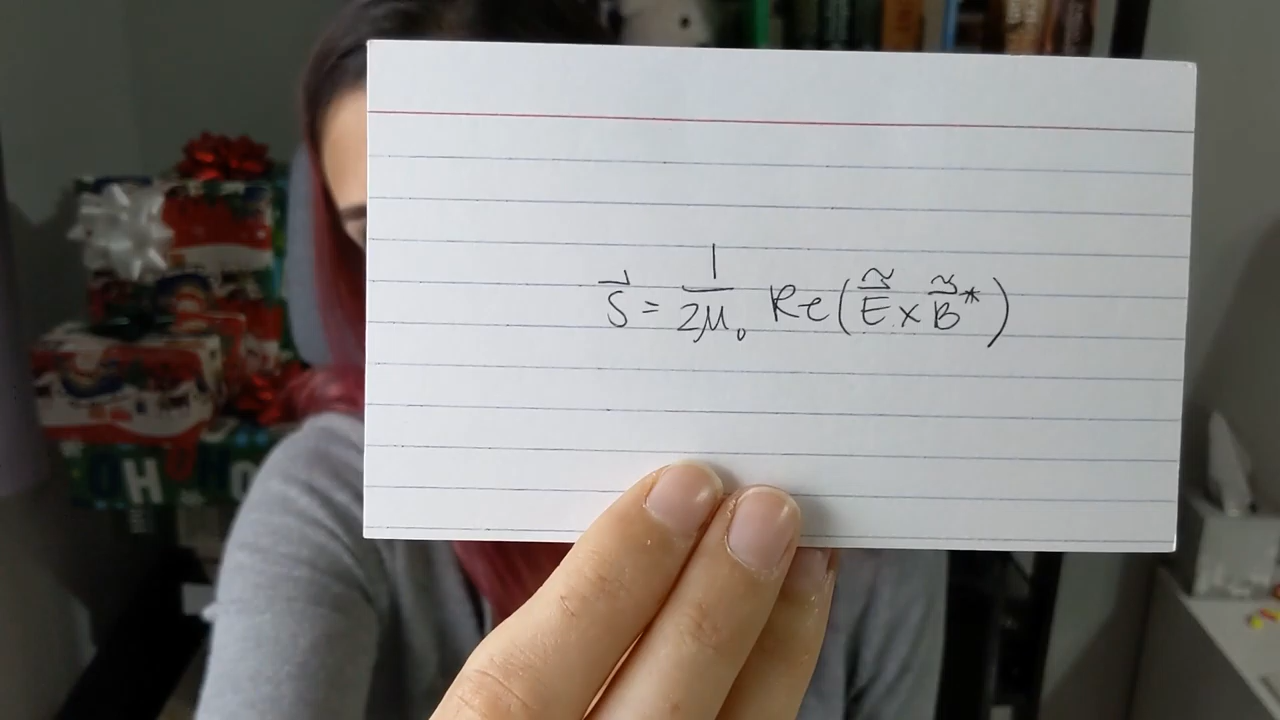 S⃗ = 1/2μ₀ Re(Ẽ × B̃*)
H O